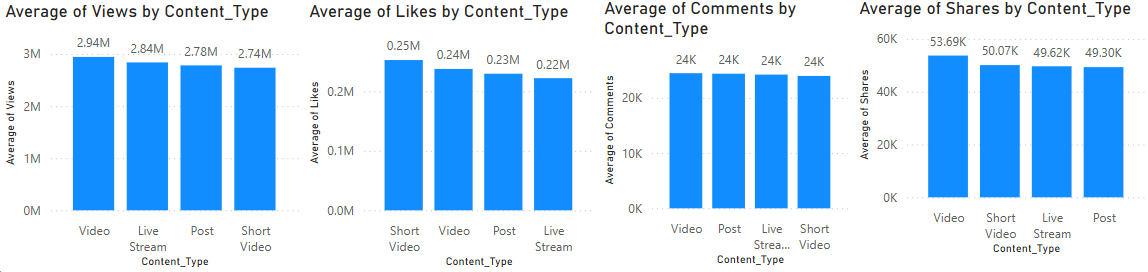 Average of Views by Content_Type
Average of Views
3M
2M
1M
0M
2.94M
2.84M
2.78M
2.74M
Video
Live
Stream
Post
Short
Video
Content_Type
Average of Likes by Content_Type
Average of Likes
0.2M
0.1M
0.0M
0.25M
0.24M
0.23M
0.22M
Short
Video
Video
Post
Live
Stream
Content_Type
Average of Comments by
Content_Type
Average of Comments
20K
10K
0K
24K
24K
24K
24K
Video
Post
Live
Strea...
Short
Video
Content_Type
Average of Shares by Content_Type
Average of Shares
60K
40K
20K
0K
53.69K
50.07K
49.62K
49.30K
Video
Short
Video
Live
Stream
Post
Content_Type